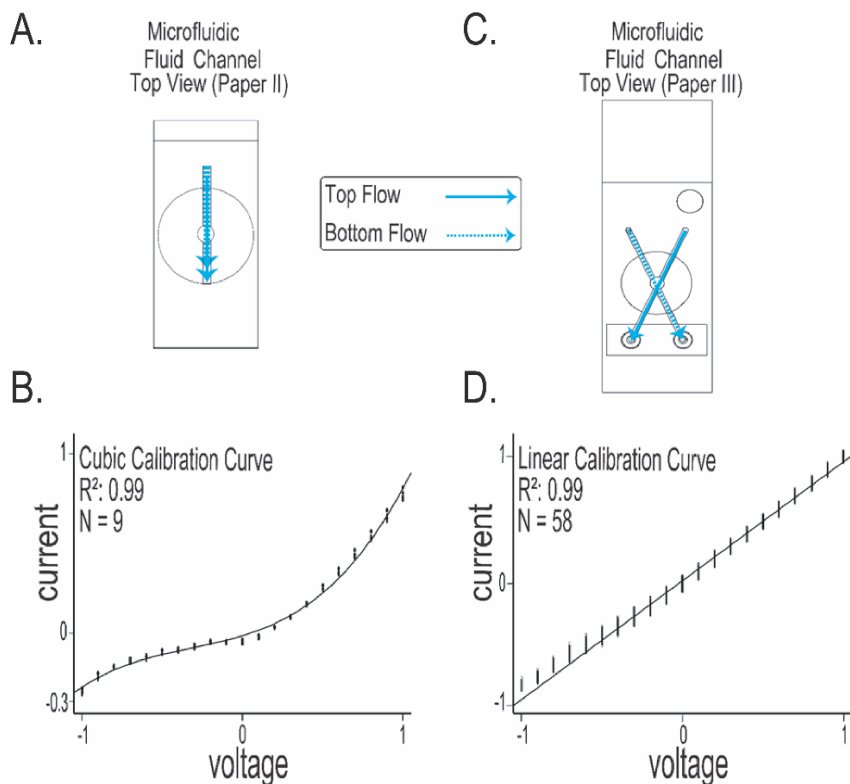 A.
Microfluidic
Fluid Channel
Top View (Paper II)
C.
Microfluidic
Fluid Channel
Top View (Paper III)
Top Flow
Bottom Flow
B.
Cubic Calibration Curve
R²: 0.99
N = 9
current
1
0
-0.3
-1
0
1
voltage
D.
Linear Calibration Curve
R²: 0.99
N = 58
current
1
0
-1
-1
0
1
voltage